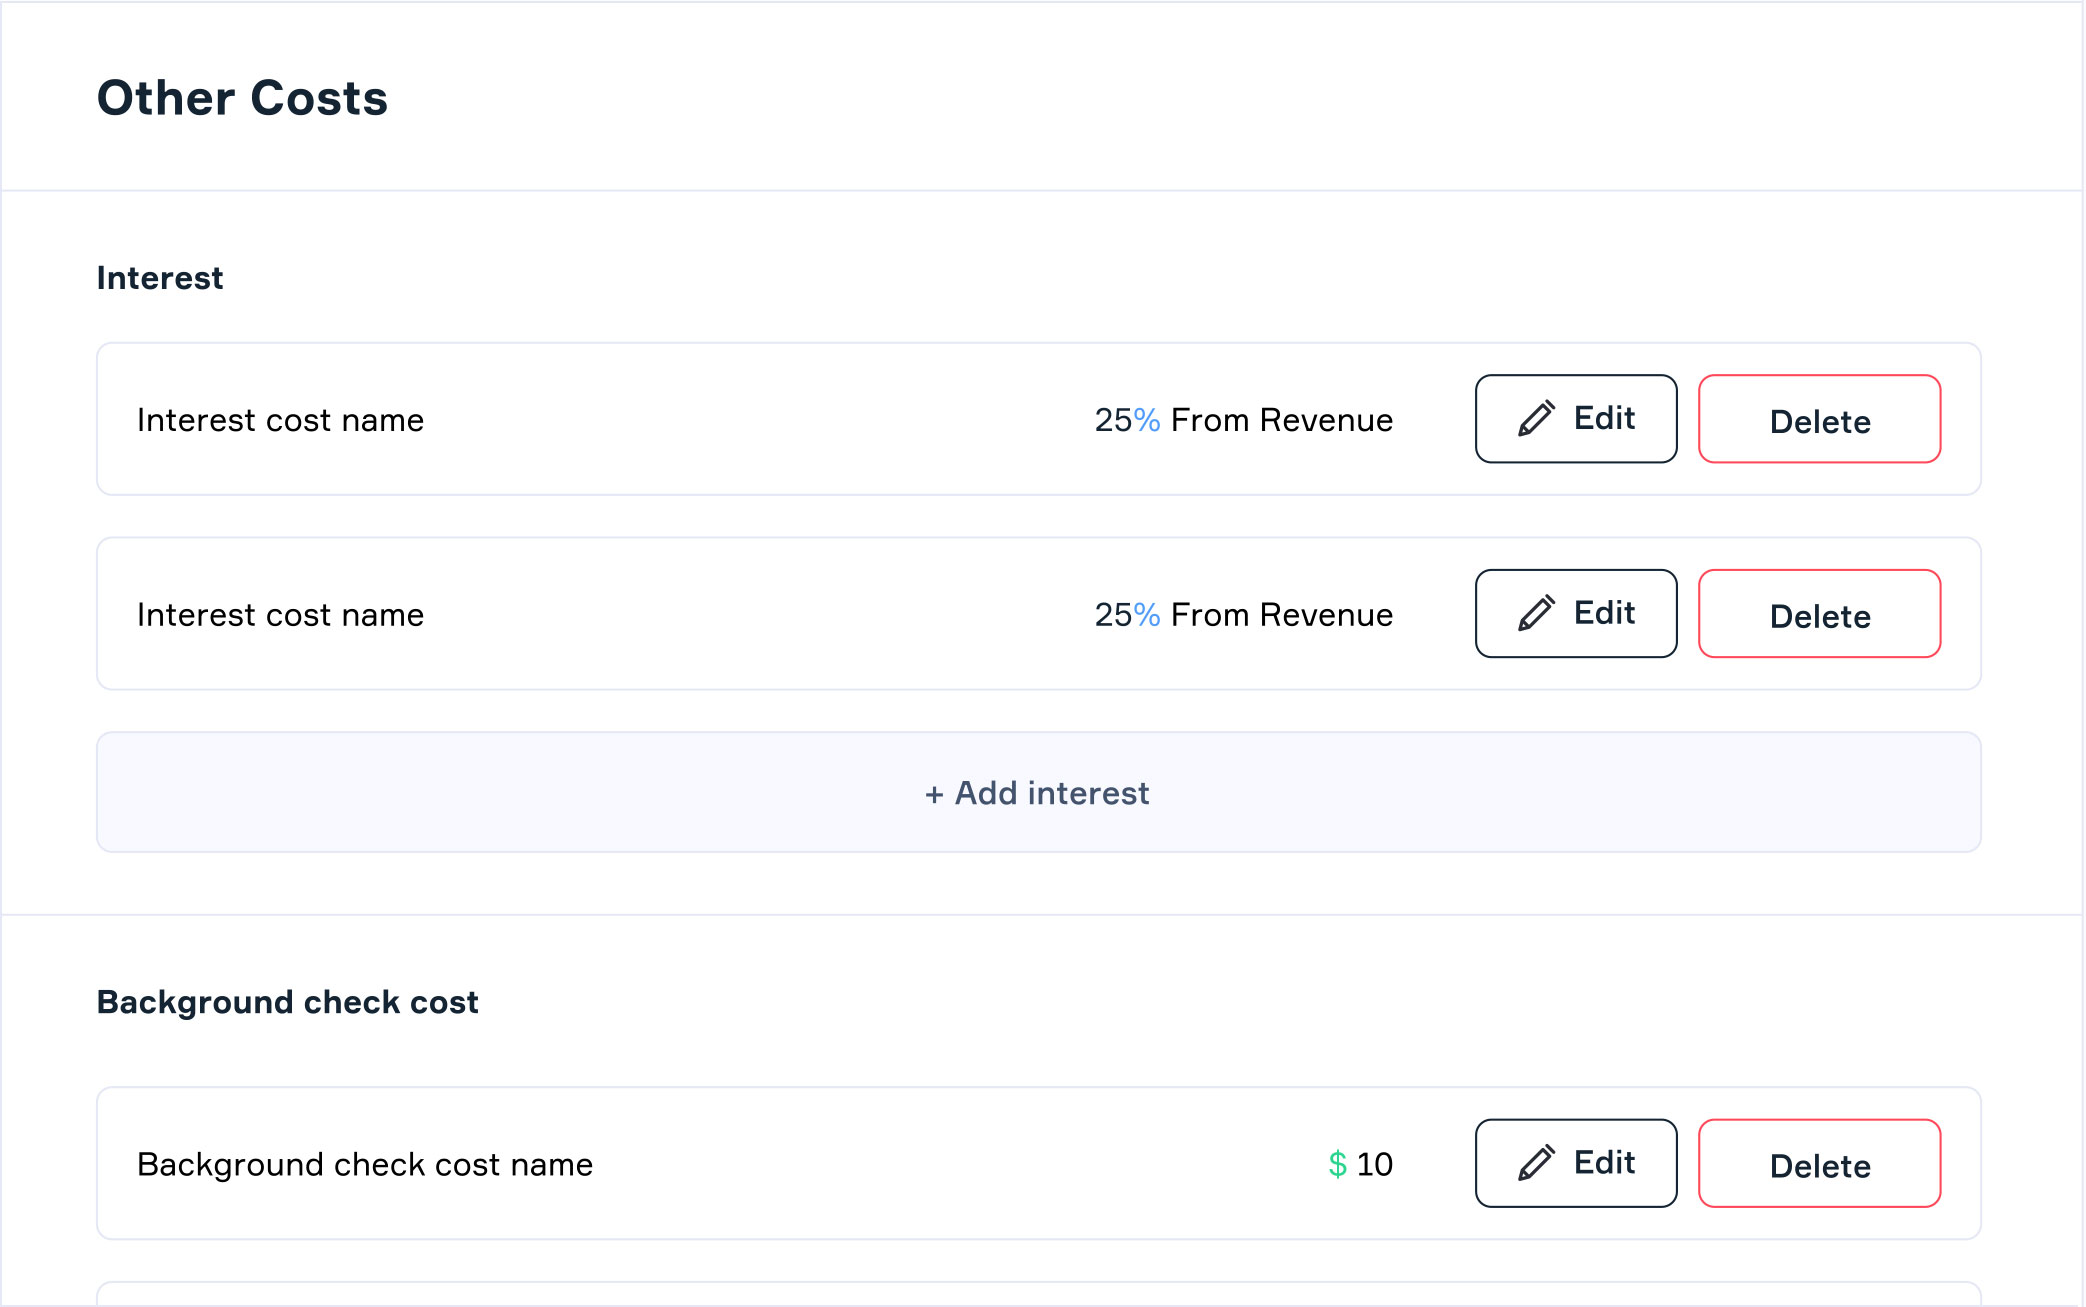 Other Costs
Interest
Interest cost name 25% From Revenue Edit Delete
Interest cost name 25% From Revenue Edit Delete
+ Add interest
Background check cost
Background check cost name $ 10 Edit Delete